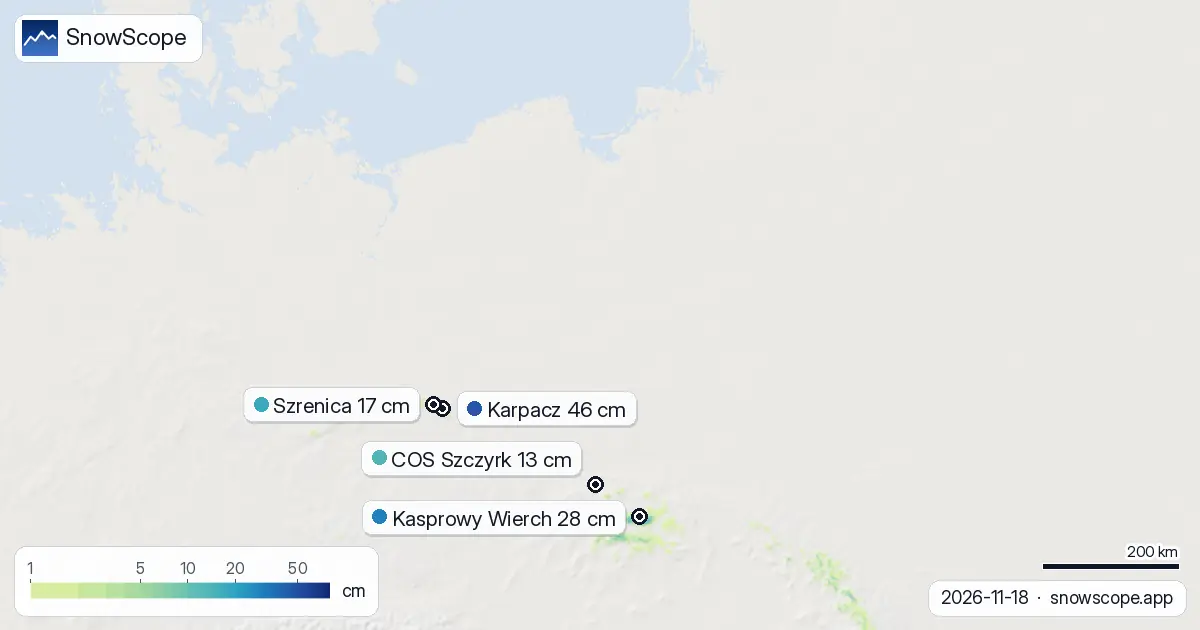 SnowScope
Szrenica 17 cm
Karpacz 46 cm
COS Szczyrk 13 cm
Kasprowy Wierch 28 cm
1 5 10 20 50
cm
200 km
2026-11-18 · snowscope.app